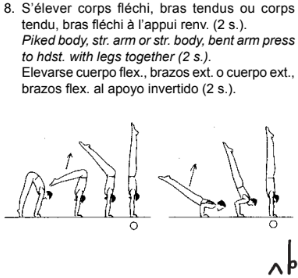 8. S'élever corps fléchi, bras tendus ou corps
tendu, bras fléchi à l'appui renv. (2 s.).
Piked body, str. arm or str. body, bent arm press
to hdst. with legs together (2 s.).
Elevarse cuerpo flex., brazos ext. o cuerpo ext.,
brazos flex. al apoyo invertido (2 s.).